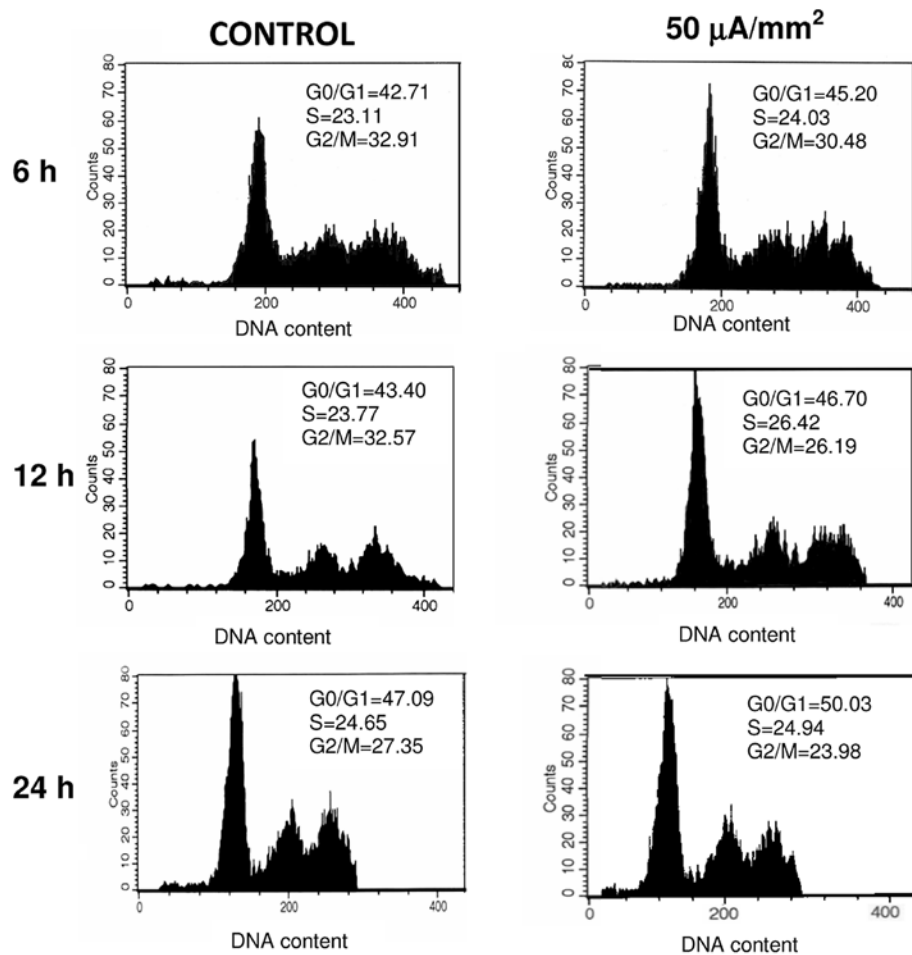 CONTROL
50 µA/mm²
6 h
80
70
60
50
40
30
20
10
0
Counts
G0/G1=42.71
S=23.11
G2/M=32.91
0 200 400
DNA content
80
70
60
50
40
30
20
10
0
Counts
G0/G1=45.20
S=24.03
G2/M=30.48
0 200 400
DNA content
12 h
80
70
60
50
40
30
20
10
0
Counts
G0/G1=43.40
S=23.77
G2/M=32.57
0 200 400
DNA content
80
70
60
50
40
30
20
10
0
Counts
G0/G1=46.70
S=26.42
G2/M=26.19
0 200 400
DNA content
24 h
80
70
60
50
40
30
20
10
0
Counts
G0/G1=47.09
S=24.65
G2/M=27.35
0 200 400
DNA content
80
70
60
50
40
30
20
10
0
Counts
G0/G1=50.03
S=24.94
G2/M=23.98
0 200 400
DNA content